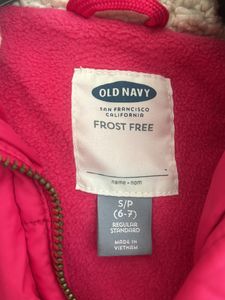 OLD NAVY
SAN FRANCISCO
CALIFORNIA
FROST FREE
name • nom
S/P
(6-7)
REGULAR
STANDARD
MADE IN
VIETNAM